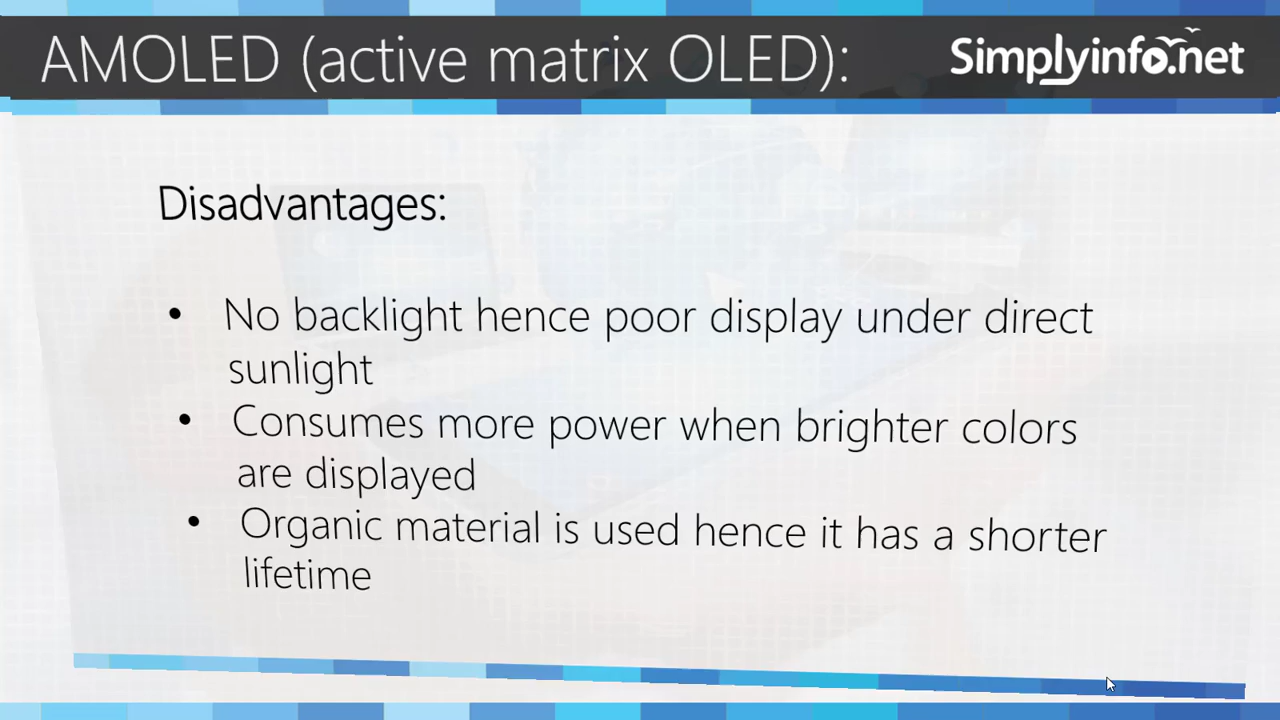 AMOLED (active matrix OLED):
Simplyinfo.net
Disadvantages:
• No backlight hence poor display under direct
sunlight
• Consumes more power when brighter colors
are displayed
• Organic material is used hence it has a shorter
lifetime